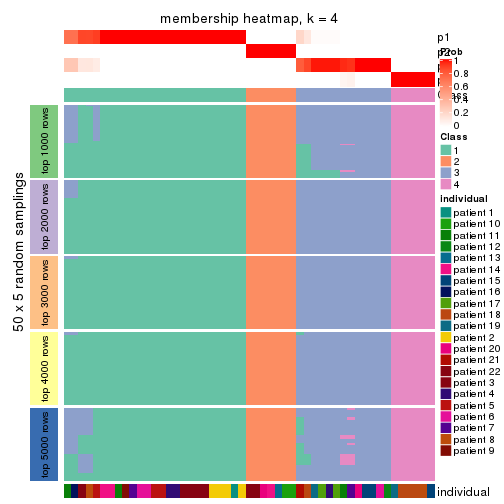 membership heatmap, k = 4
p1
p2
Prob
1
0.8
0.6
0.4
0.2
0
Class
1
2
3
4
individual
patient 1
patient 10
patient 11
patient 12
patient 13
patient 14
patient 15
patient 16
patient 17
patient 18
patient 19
patient 2
patient 20
patient 21
patient 22
patient 3
patient 4
patient 5
patient 6
patient 7
patient 8
patient 9
50 x 5 random samplings
top 1000 rows
top 2000 rows
top 3000 rows
top 4000 rows
top 5000 rows
individual